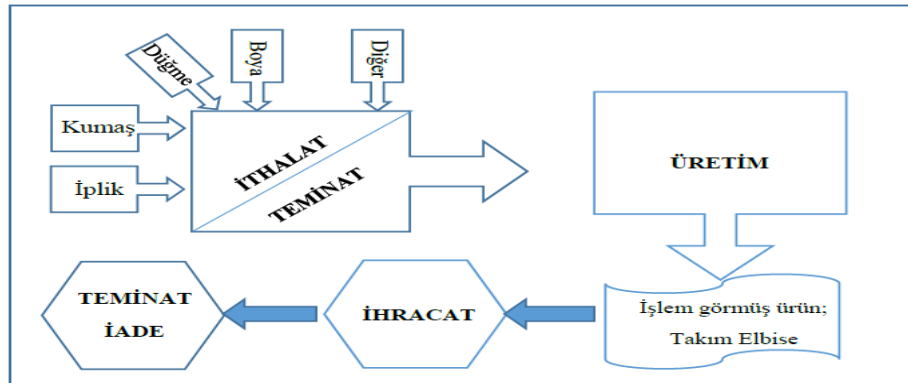 Düğme
Boya
Diğer
Kumaş
İplik
İTHALAT
TEMİNAT
ÜRETİM
İşlem görmüş ürün;
Takım Elbise
İHRACAT
TEMİNAT
İADE